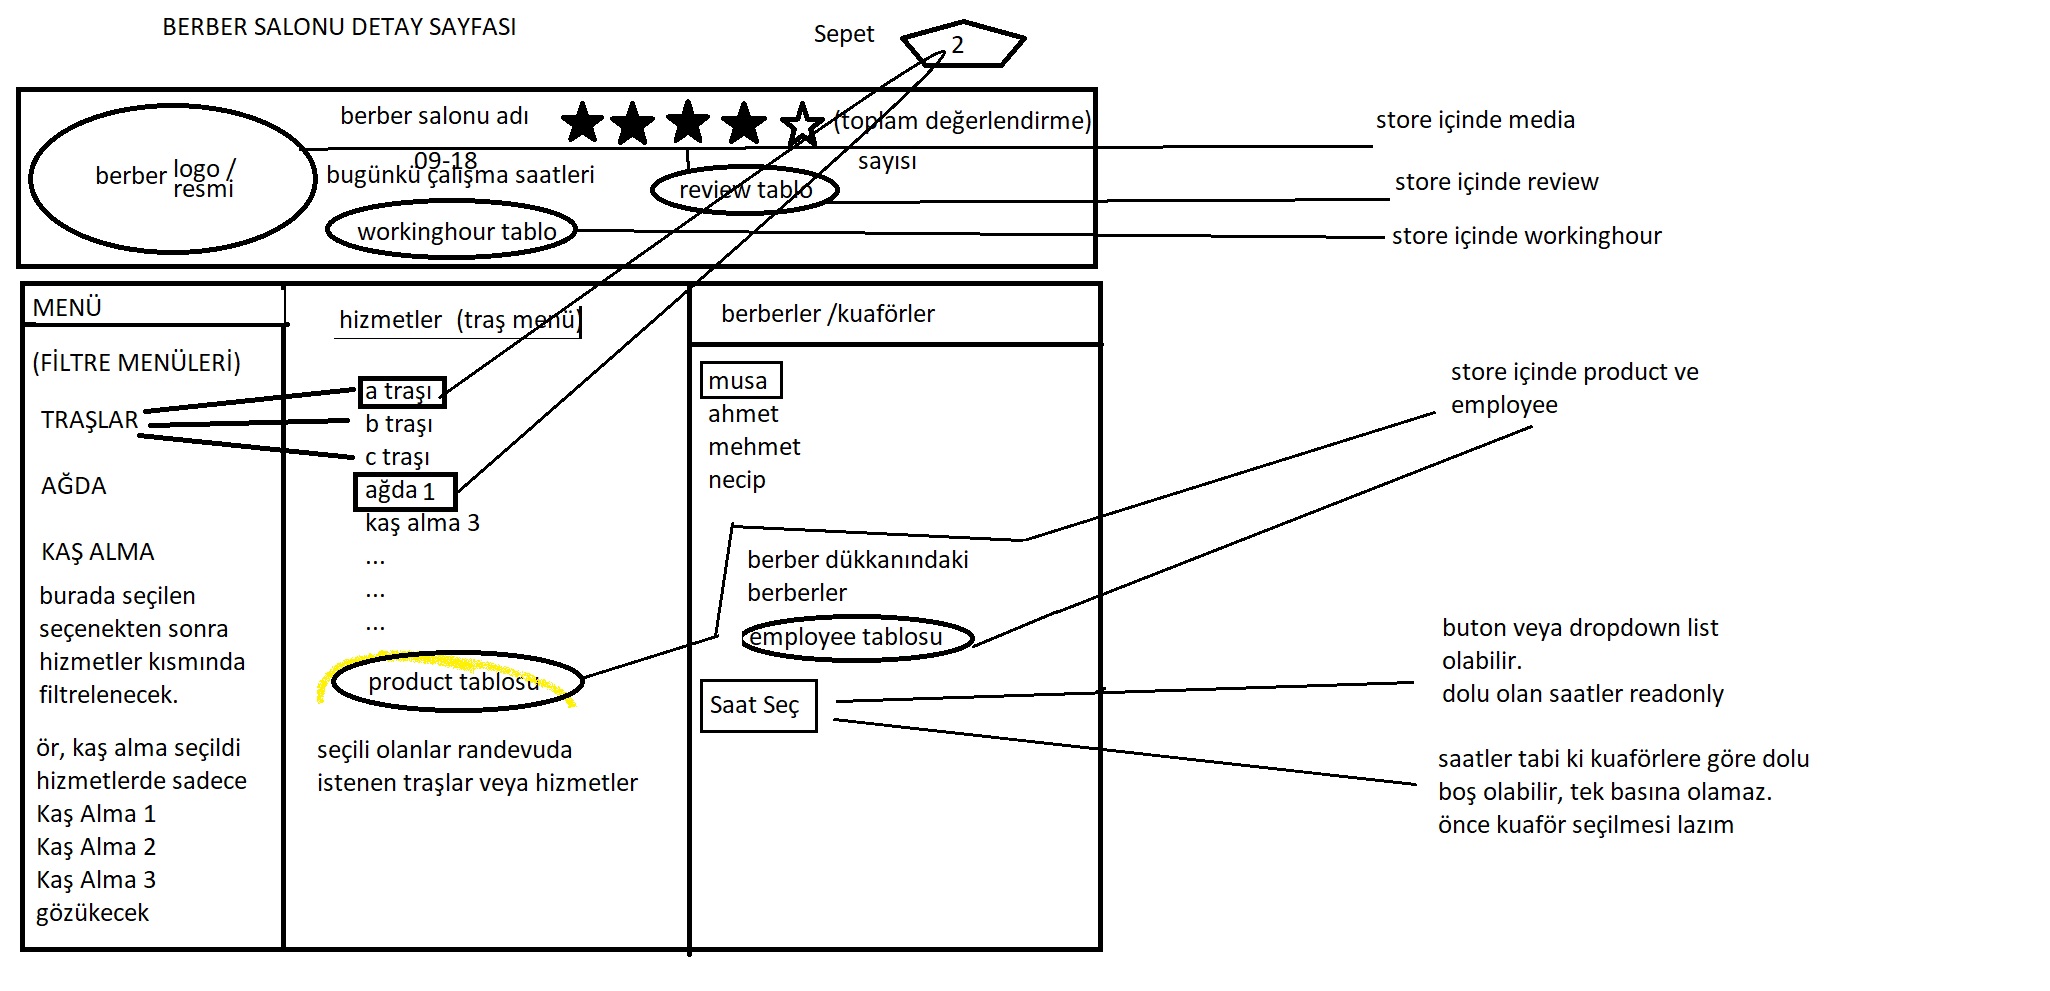 BERBER SALONU DETAY SAYFASI
Sepet
2
berber salonu adı
(toplam değerlendirme)
sayısı
09-18
bugünkü çalışma saatleri
berber logo /
resmi
review tablo
workinghour tablo
store içinde media
store içinde review
store içinde workinghour
MENÜ
(FİLTRE MENÜLERİ)
TRAŞLAR
AĞDA
KAŞ ALMA
burada seçilen
seçenekten sonra
hizmetler kısmında
filtrelenecek.
ör, kaş alma seçildi
hizmetlerde sadece
Kaş Alma 1
Kaş Alma 2
Kaş Alma 3
gözükecek
hizmetler (traş menü)
a traşı
b traşı
c traşı
ağda 1
kaş alma 3
...
...
...
product tablosu
seçili olanlar randevuda
istenen traşlar veya hizmetler
berberler /kuaförler
musa
ahmet
mehmet
necip
berber dükkanındaki
berberler
employee tablosu
Saat Seç
store içinde product ve
employee
buton veya dropdown list
olabilir.
dolu olan saatler readonly
saatler tabi ki kuaförlere göre dolu
boş olabilir, tek basına olamaz.
önce kuaför seçilmesi lazım